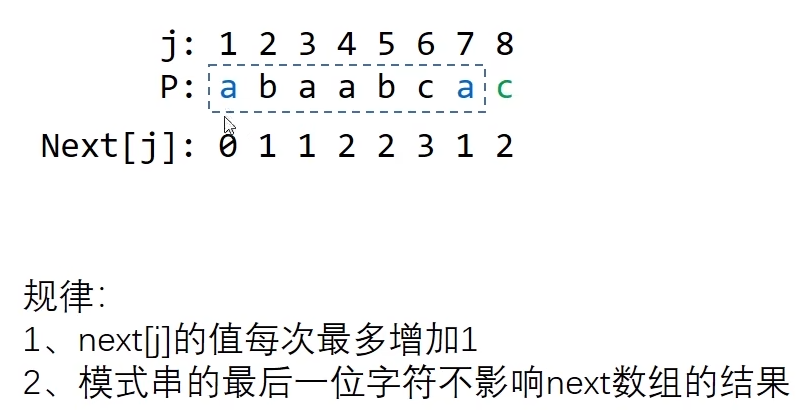 j: 1 2 3 4 5 6 7 8
P: a b a a b c a c
Next[j]: 0 1 1 2 2 3 1 2
规律：
1、next[j]的值每次最多增加1
2、模式串的最后一位字符不影响next数组的结果